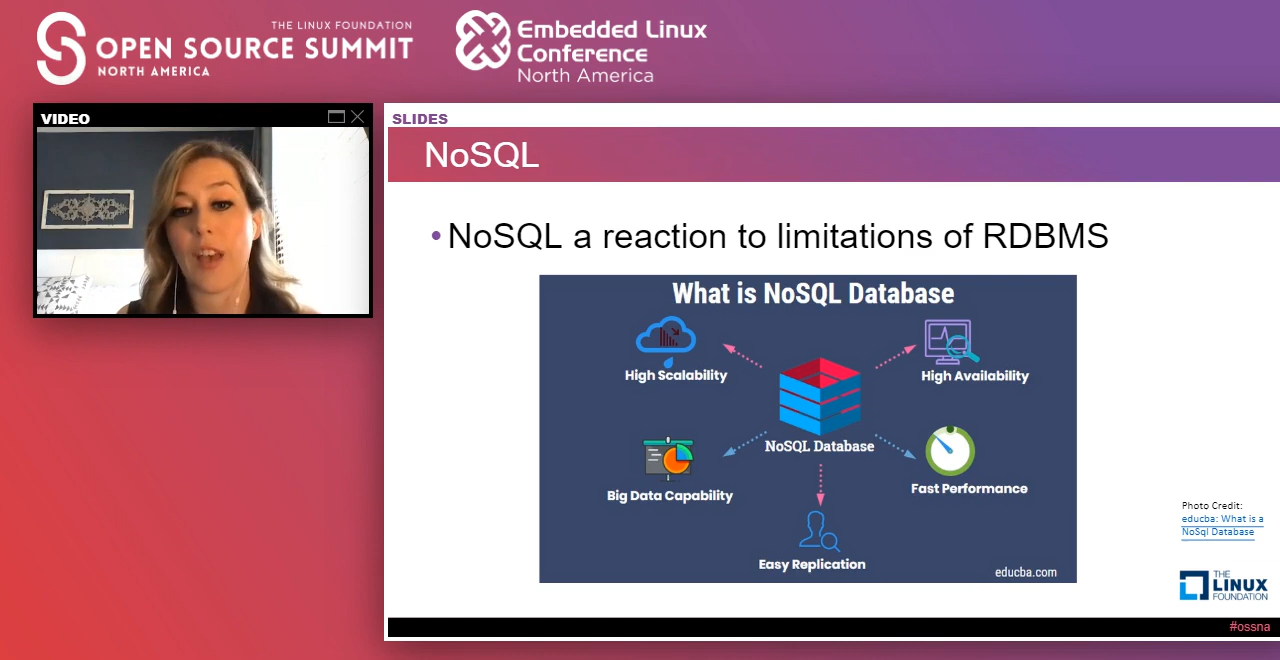 THE LINUX FOUNDATION
OPEN SOURCE SUMMIT
NORTH AMERICA
Embedded Linux
Conference
North America
VIDEO
SLIDES
NoSQL
• NoSQL a reaction to limitations of RDBMS
What is NoSQL Database
High Scalability
High Availability
NoSQL Database
Big Data Capability
Fast Performance
Easy Replication
educba.com
Photo Credit:
educba: What is a
NoSql Database
THE
LINUX
FOUNDATION
#ossna